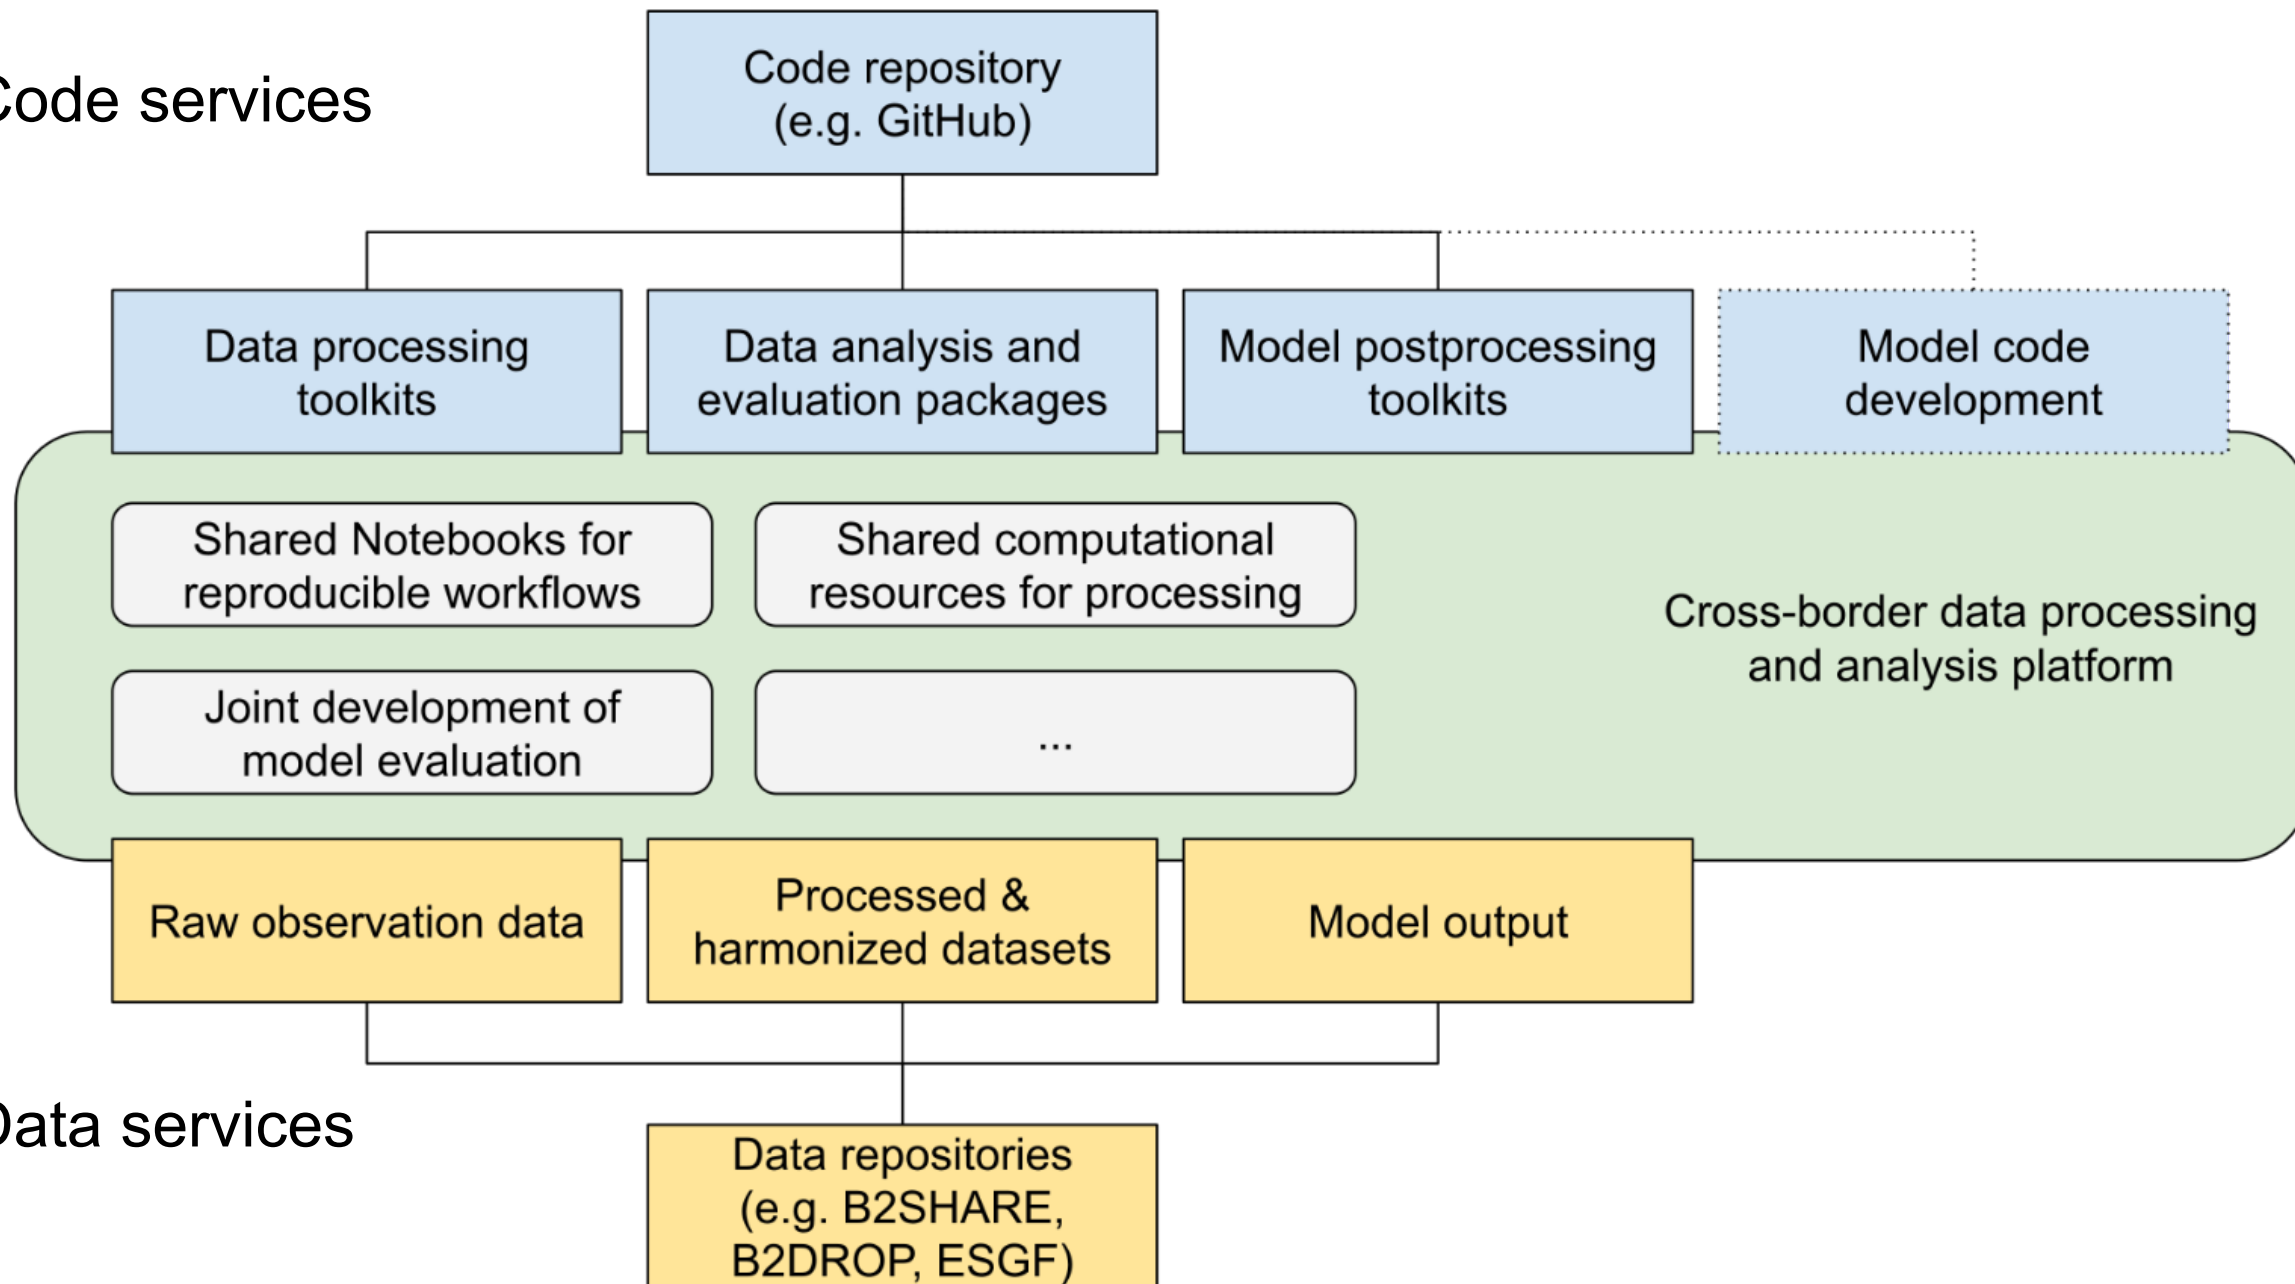 Code services
Code repository
(e.g. GitHub)
Data processing
toolkits
Data analysis and
evaluation packages
Model postprocessing
toolkits
Model code
development
Shared Notebooks for
reproducible workflows
Shared computational
resources for processing
Cross-border data processing
and analysis platform
Joint development of
model evaluation
...
Raw observation data
Processed &
harmonized datasets
Model output
Data services
Data repositories
(e.g. B2SHARE,
B2DROP, ESGF)